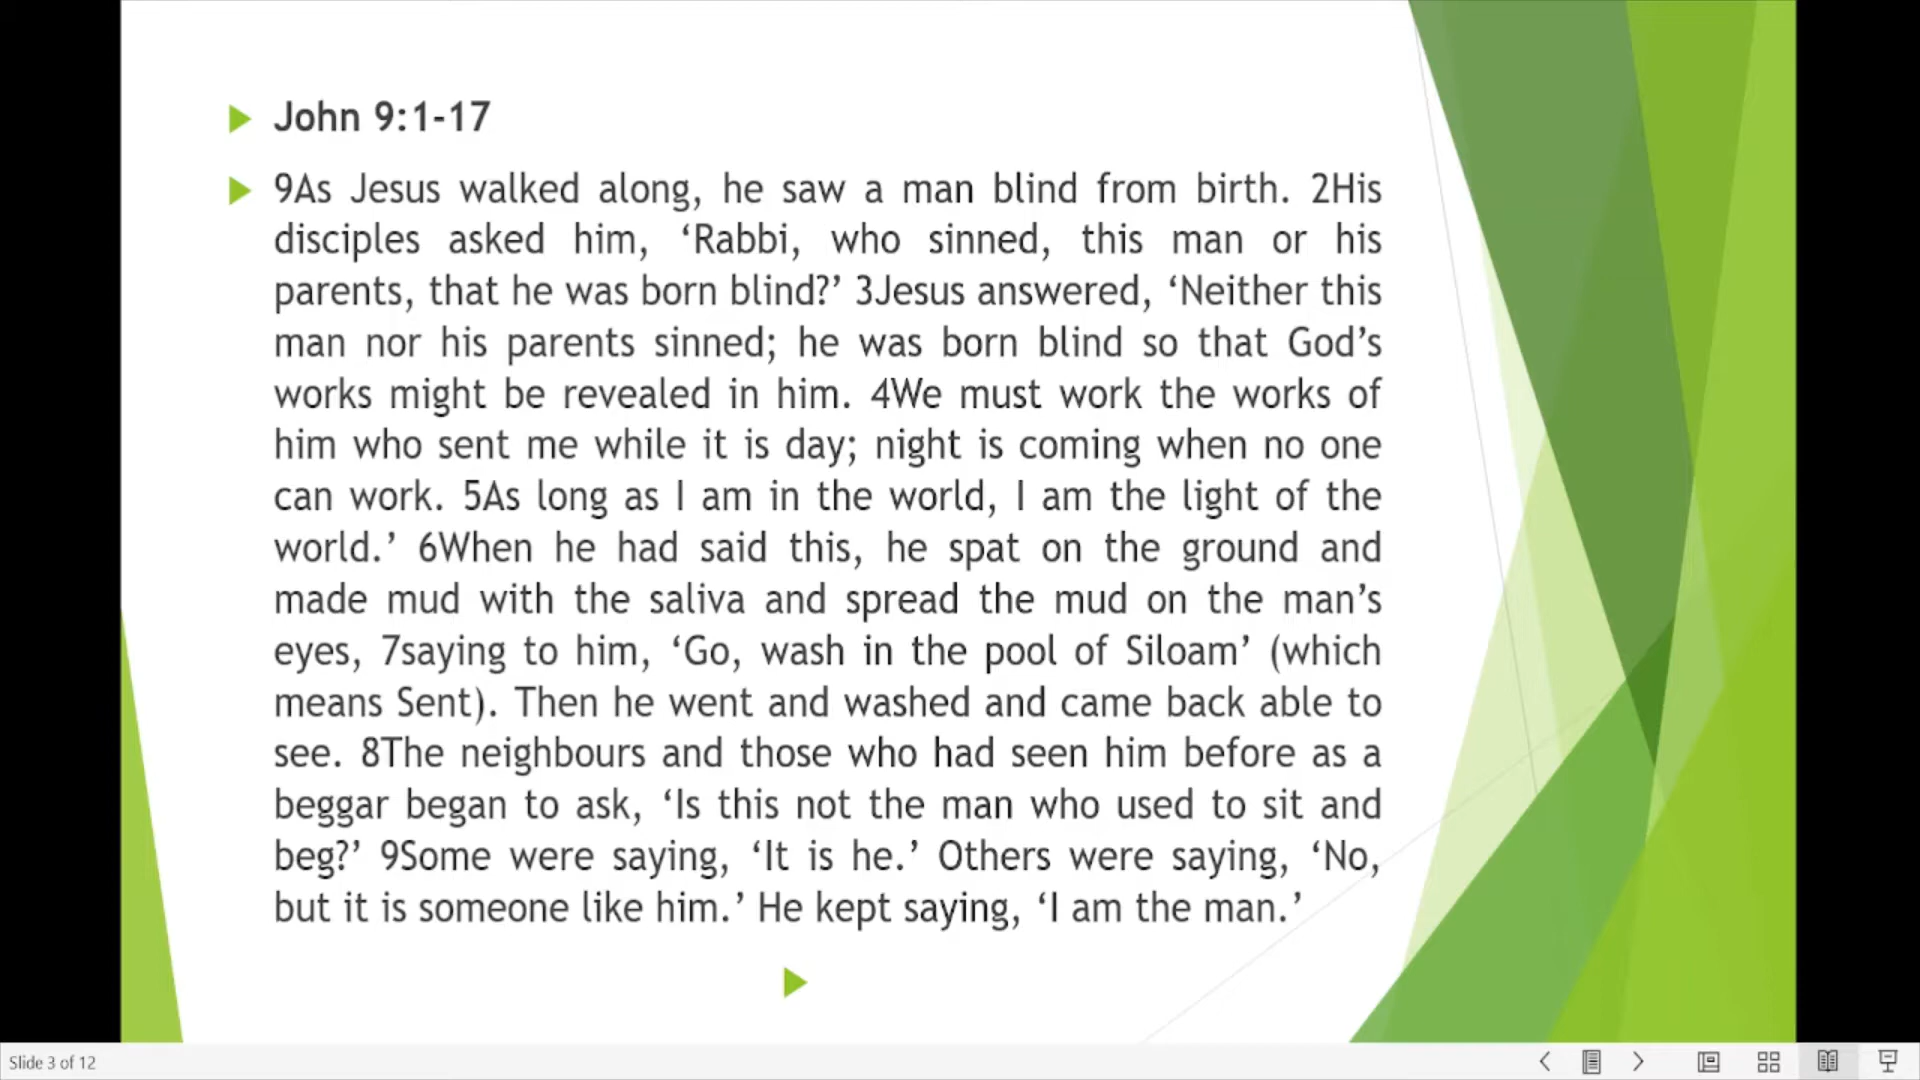 John 9:1-17
9As Jesus walked along, he saw a man blind from birth. 2His
disciples asked him, ‘Rabbi, who sinned, this man or his
parents, that he was born blind?’ 3Jesus answered, ‘Neither this
man nor his parents sinned; he was born blind so that God’s
works might be revealed in him. 4We must work the works of
him who sent me while it is day; night is coming when no one
can work. 5As long as I am in the world, I am the light of the
world.’ 6When he had said this, he spat on the ground and
made mud with the saliva and spread the mud on the man’s
eyes, 7saying to him, ‘Go, wash in the pool of Siloam’ (which
means Sent). Then he went and washed and came back able to
see. 8The neighbours and those who had seen him before as a
beggar began to ask, ‘Is this not the man who used to sit and
beg?’ 9Some were saying, ‘It is he.’ Others were saying, ‘No,
but it is someone like him.’ He kept saying, ‘I am the man.’
Slide 3 of 12